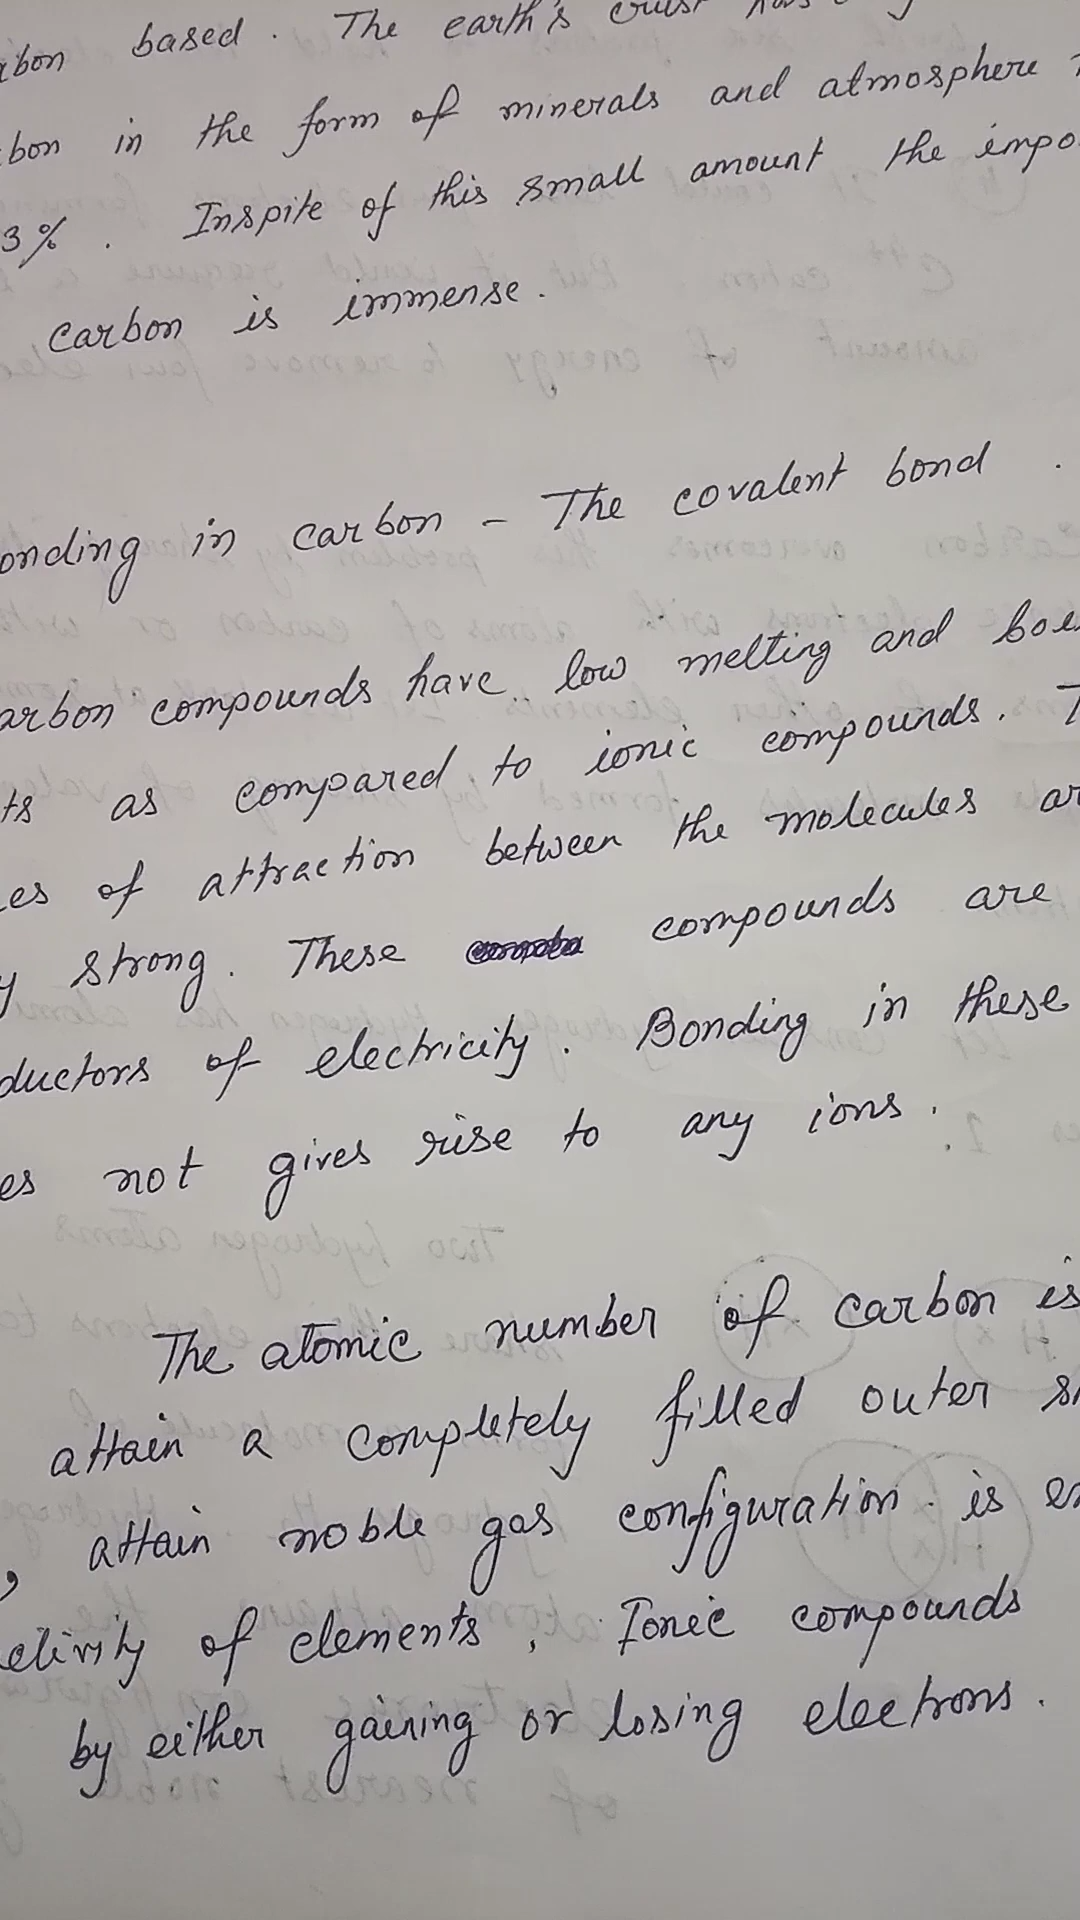 bon based. The earth's crust has
bon in the form of minerals and atmosphere
3%. Inspite of this small amount the impo
carbon is immense.
onding in carbon - The covalent bond.
arbon compounds have low melting and boi
ts as compared to ionic compounds. T
es of attraction between the molecules ar
y strong. These compounds are
ductors of electricity. Bonding in these
es not gives rise to any ions.
The atomic number of carbon is
attain a completely filled outer sh
, attain noble gas configuration is ex
ctivity of elements, Ionic compounds
by either gaining or losing electrons.